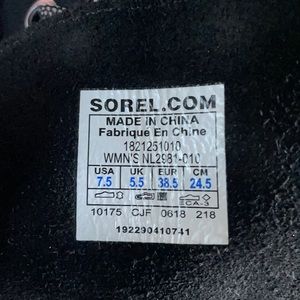 SOREL.COM
MADE IN CHINA
Fabriqué En Chine
1821251010
WMN'S NL2981-010
USA UK EUR CM
7.5 5.5 38.5 24.5
10175 CJF 0618 218
192290410741